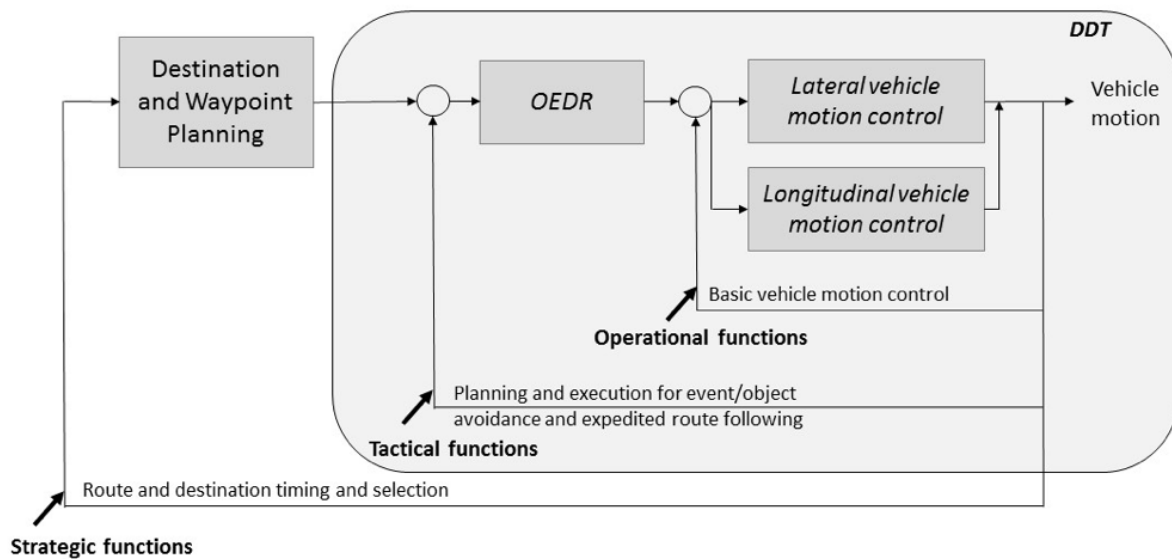 DDT
Destination
and Waypoint
Planning
OEDR
Lateral vehicle
motion control
Vehicle
motion
Longitudinal vehicle
motion control
Basic vehicle motion control
Operational functions
Planning and execution for event/object
avoidance and expedited route following
Tactical functions
Route and destination timing and selection
Strategic functions